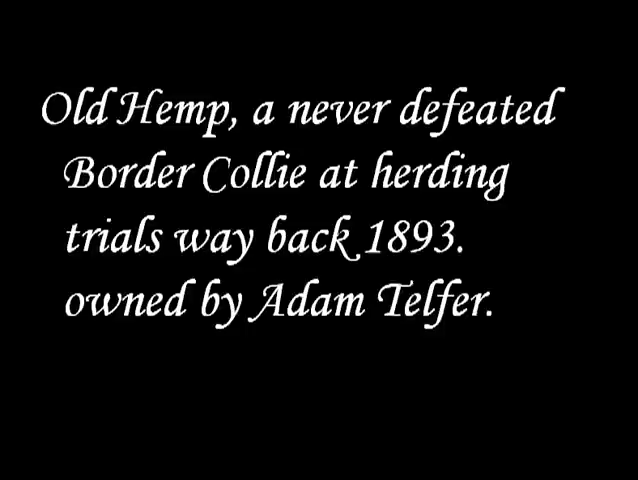 Old Hemp, a never defeated
Border Collie at herding
trials way back 1893.
owned by Adam Telfer.